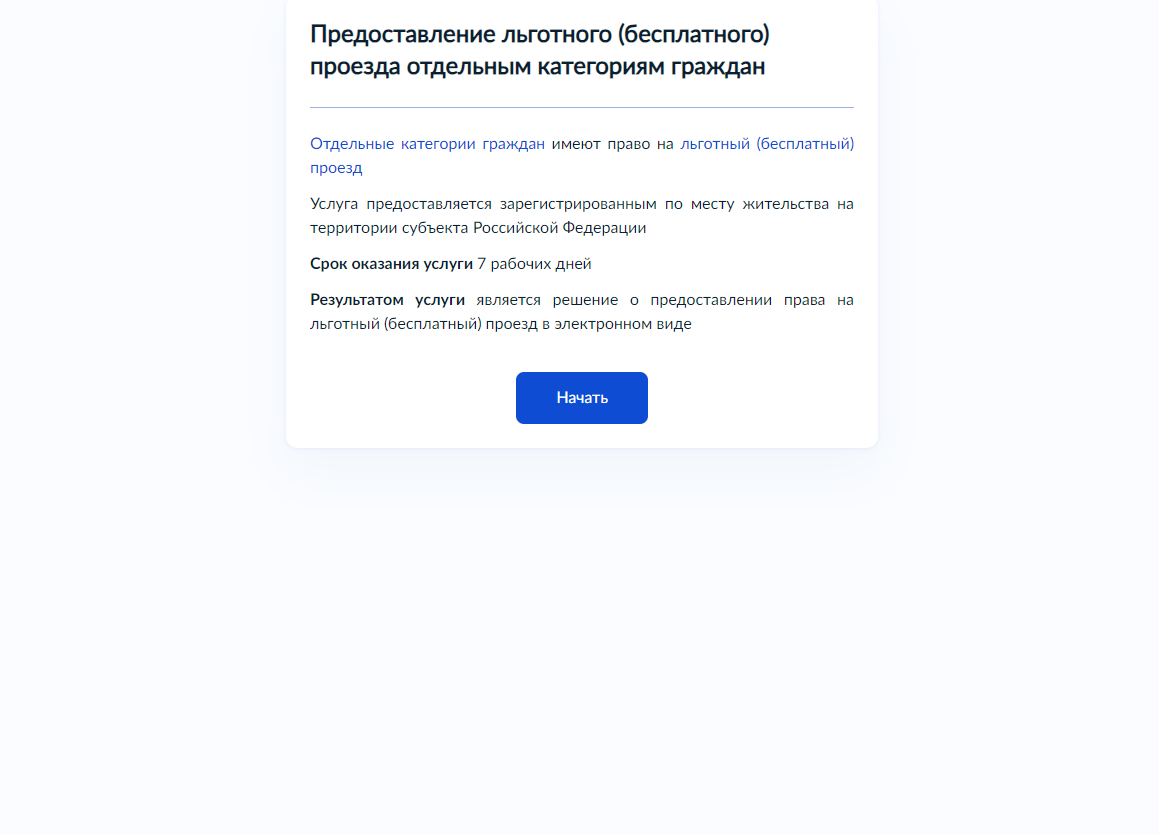 Предоставление льготного (бесплатного)
проезда отдельным категориям граждан
Отдельные категории граждан имеют право на льготный (бесплатный)
проезд
Услуга предоставляется зарегистрированным по месту жительства на
территории субъекта Российской Федерации
Срок оказания услуги 7 рабочих дней
Результатом услуги является решение о предоставлении права на
льготный (бесплатный) проезд в электронном виде
Начать